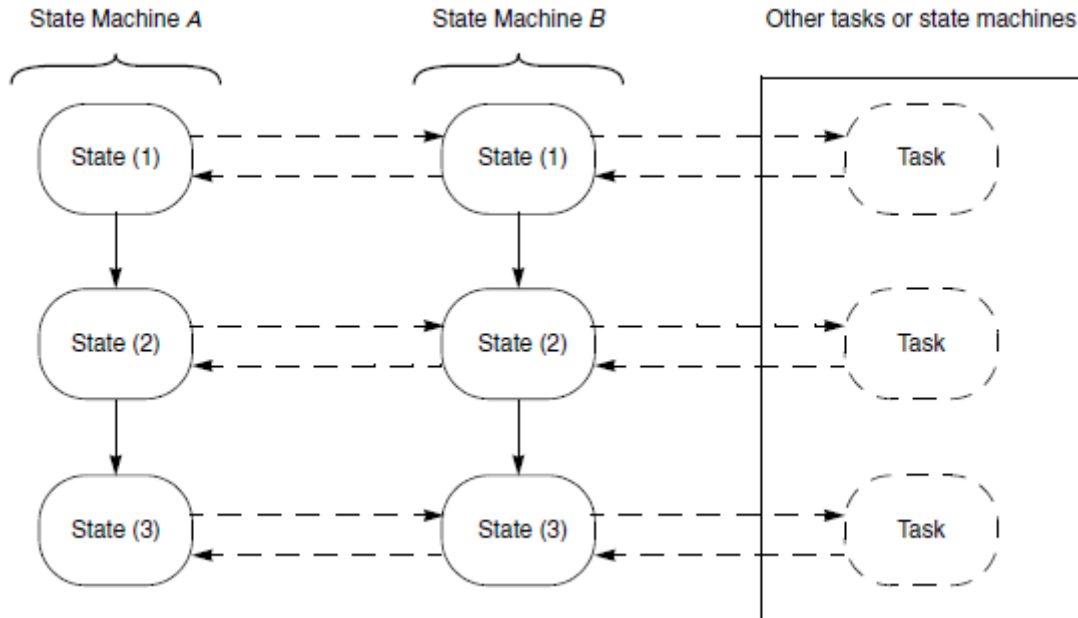 State Machine A
State Machine B
Other tasks or state machines
State (1)
State (1)
Task
State (2)
State (2)
Task
State (3)
State (3)
Task